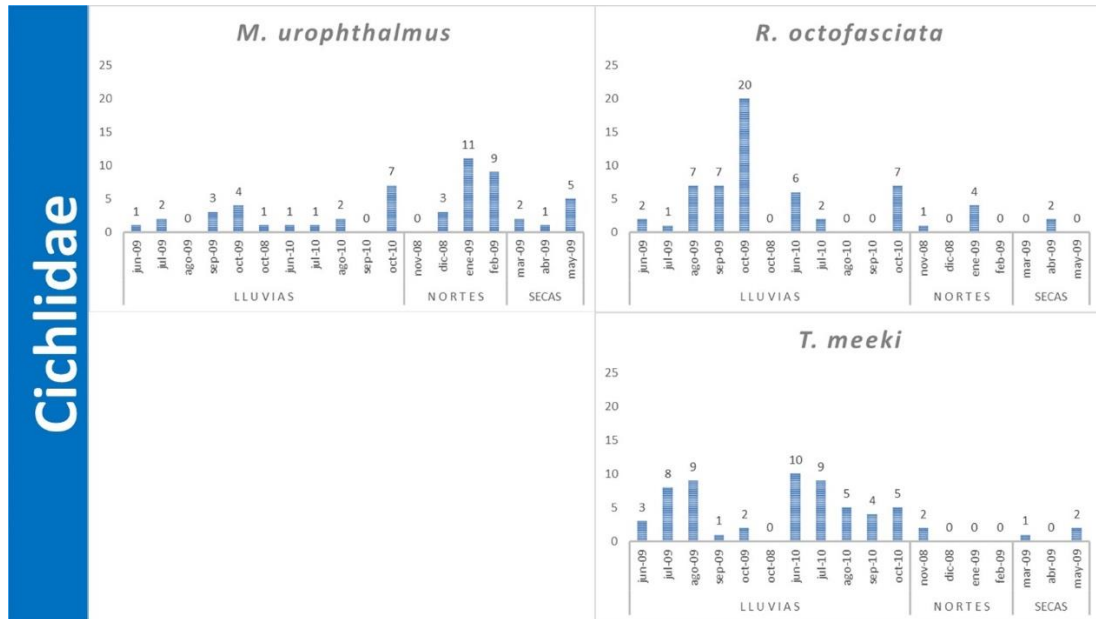 Cichlidae
M. urophthalmus
25
20
15
10
5
0
1 2 0 3 4 1 1 1 2 0 7 0 3 11 9 2 1 5
jun-09 jul-09 ago-09 sep-09 oct-09 oct-08 jun-10 jul-10 ago-10 sep-10 oct-10 nov-08 dic-08 ene-09 feb-09 mar-09 abr-09 may-09
LLUVIAS NORTES SECAS
R. octofasciata
25
20
15
10
5
0
2 1 7 7 20 0 6 2 0 0 7 1 0 4 0 0 2 0
jun-09 jul-09 ago-09 sep-09 oct-09 oct-08 jun-10 jul-10 ago-10 sep-10 oct-10 nov-08 dic-08 ene-09 feb-09 mar-09 abr-09 may-09
LLUVIAS NORTES SECAS
T. meeki
25
20
15
10
5
0
3 8 9 1 2 0 10 9 5 4 5 2 0 0 0 1 0 2
jun-09 jul-09 ago-09 sep-09 oct-09 oct-08 jun-10 jul-10 ago-10 sep-10 oct-10 nov-08 dic-08 ene-09 feb-09 mar-09 abr-09 may-09
LLUVIAS NORTES SECAS